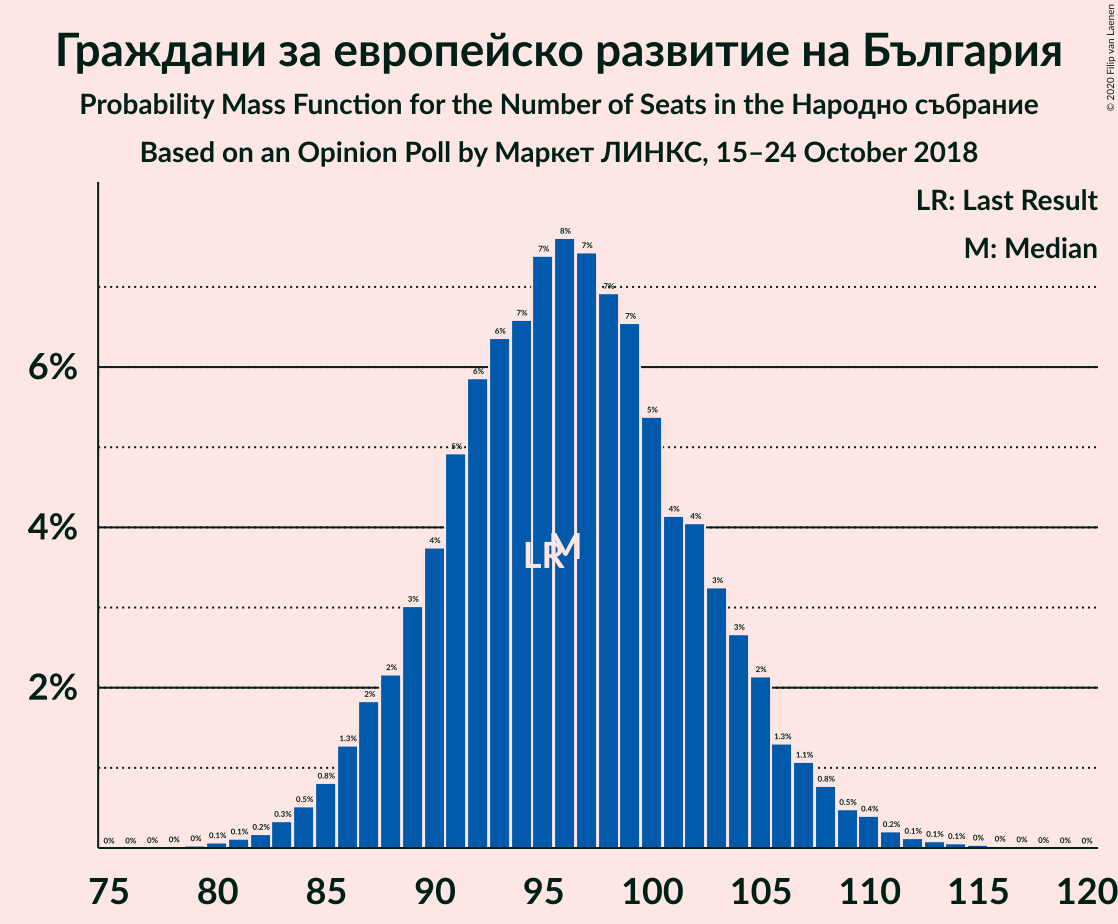 Граждани за европейско развитие на България
Probability Mass Function for the Number of Seats in the Народно събрание
Based on an Opinion Poll by Маркет ЛИНКС, 15–24 October 2018
© 2020 Filip van Laenen
LR: Last Result
M: Median
6%
4%
2%
0% 0% 0% 0% 0% 0.1% 0.1% 0.2% 0.3% 0.5% 0.8% 1.3% 2% 2% 3% 4% 5% 6% 6% 7% 7% 8% 7% 7% 7% 5% 4% 4% 3% 3% 2% 1.3% 1.1% 0.8% 0.5% 0.4% 0.2% 0.1% 0.1% 0.1% 0% 0% 0% 0% 0% 0%
LR M
75 80 85 90 95 100 105 110 115 120